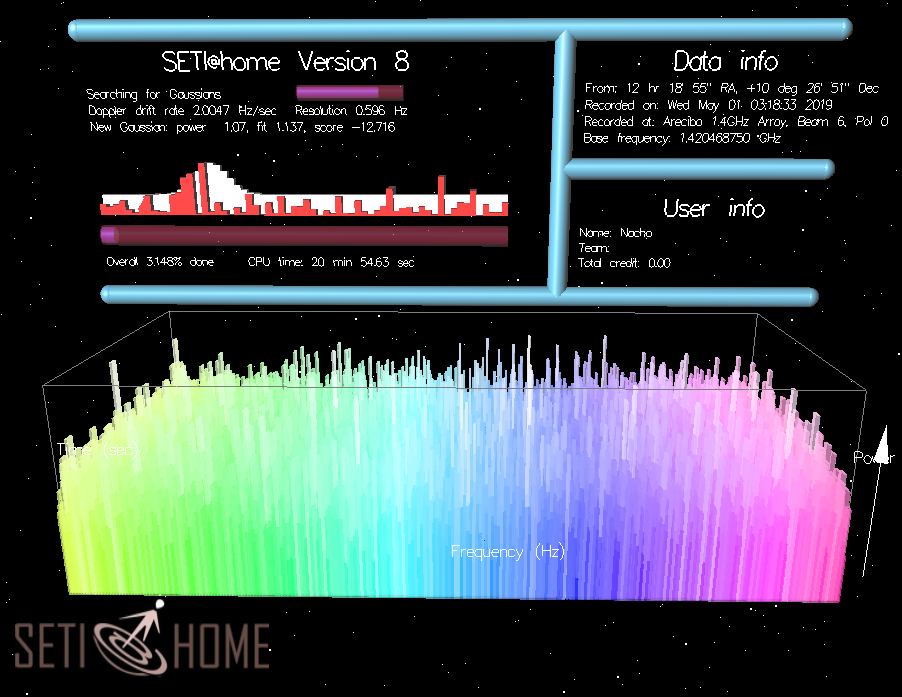 SETI@home Version 8
Searching for Gaussians
Doppler drift rate 2.0047 Hz/sec Resolution 0.596 Hz
New Gaussian: power 1.07, fit 1.137, score -12.716
Overall 3.148% done CPU time: 20 min 54.63 sec
Data info
From: 12 hr 18' 55'' RA, +10 deg 26' 51'' Dec
Recorded on: Wed May 01 03:18:33 2019
Recorded at: Arecibo 1.4GHz Array, Beam 6, Pol 0
Base frequency: 1.420468750 GHz
User info
Name: Nacho
Team:
Total credit: 0.00
Time (sec)
Power
Frequency (Hz)
SETI HOME